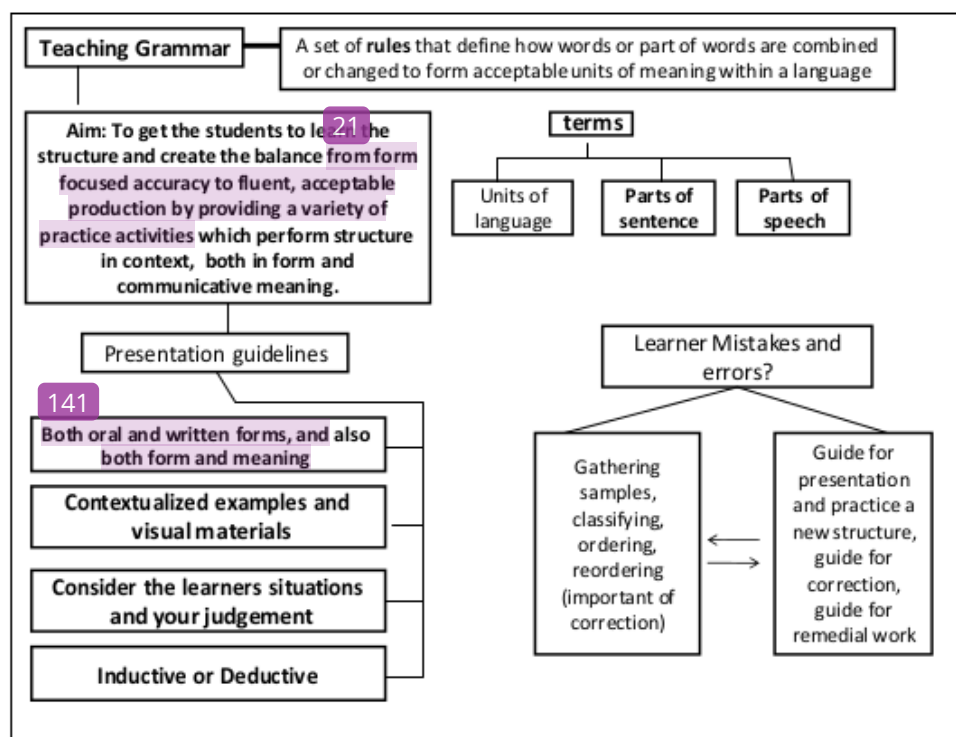 Teaching Grammar
A set of rules that define how words or part of words are combined
or changed to form acceptable units of meaning within a language
21
Aim: To get the students to learn the
structure and create the balance from form
focused accuracy to fluent, acceptable
production by providing a variety of
practice activities which perform structure
in context, both in form and
communicative meaning.
terms
Units of
language
Parts of
sentence
Parts of
speech
Presentation guidelines
141
Both oral and written forms, and also
both form and meaning
Contextualized examples and
visual materials
Consider the learners situations
and your judgement
Inductive or Deductive
Learner Mistakes and
errors?
Gathering
samples,
classifying,
ordering,
reordering
(important of
correction)
Guide for
presentation
and practice a
new structure,
guide for
correction,
guide for
remedial work